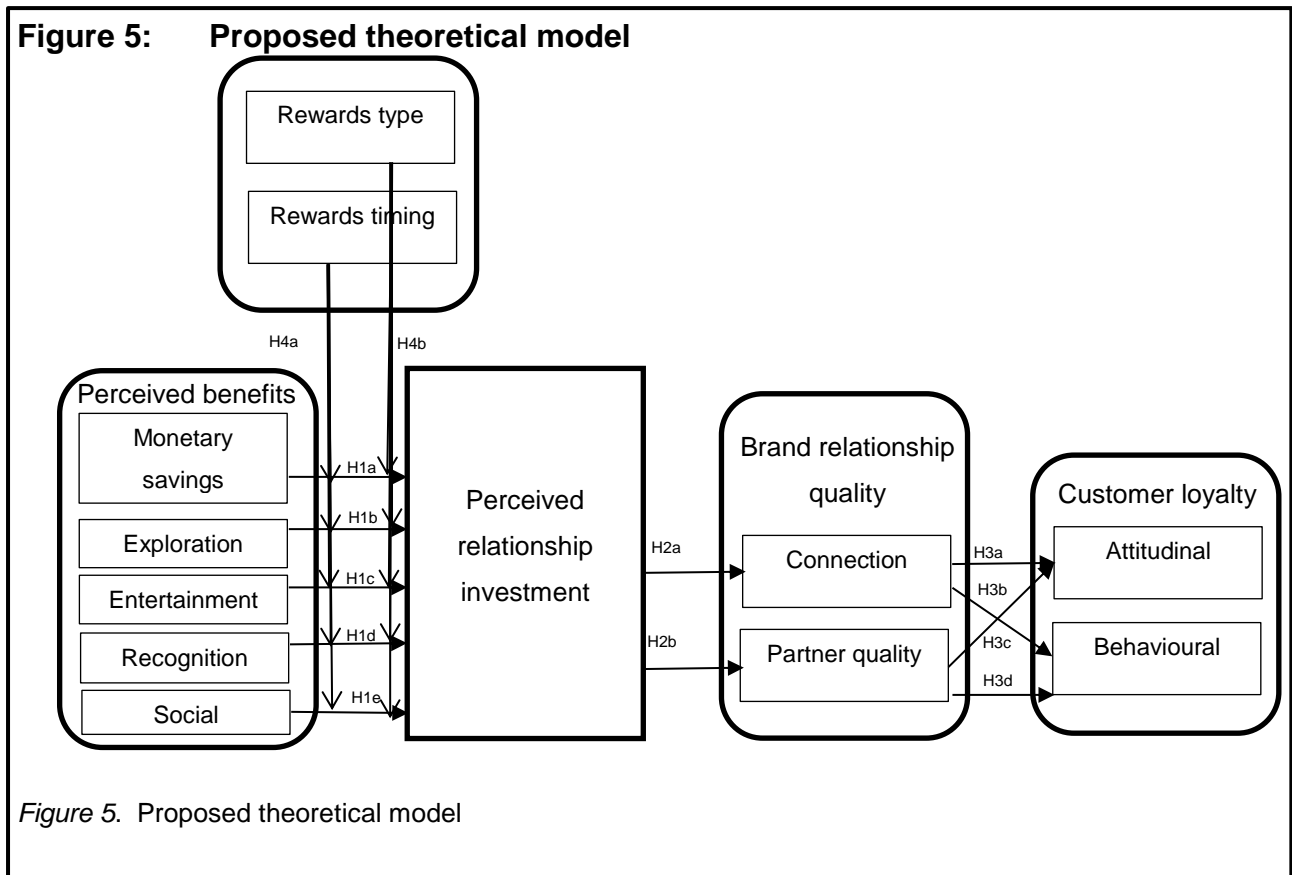 Figure 5: Proposed theoretical model
Rewards type
Rewards timing
H4a
H4b
Perceived benefits
Monetary
savings
Exploration
Entertainment
Recognition
Social
H1a
H1b
H1c
H1d
H1e
Perceived
relationship
investment
H2a
H2b
Brand relationship
quality
Connection
Partner quality
H3a
H3b
H3c
H3d
Customer loyalty
Attitudinal
Behavioural
Figure 5. Proposed theoretical model